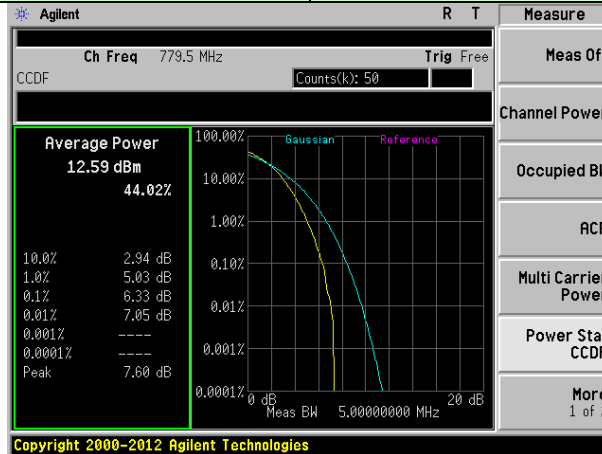 Agilent R T Measure
Ch Freq 779.5 MHz Trig Free
CCDF Counts(k): 50
Meas Of
Channel Power
Occupied B
AC
Multi Carrier
Power
Power Sta
CCDF
More
1 of
Average Power
12.59 dBm
44.02%
10.0% 2.94 dB
1.0% 5.03 dB
0.1% 6.33 dB
0.01% 7.05 dB
0.001% ----
0.0001% ----
Peak 7.60 dB
100.00% Gaussian Reference
10.00%
1.00%
0.10%
0.01%
0.001%
0.0001%
0 dB 20 dB
Meas BW 5.00000000 MHz
Copyright 2000-2012 Agilent Technologies